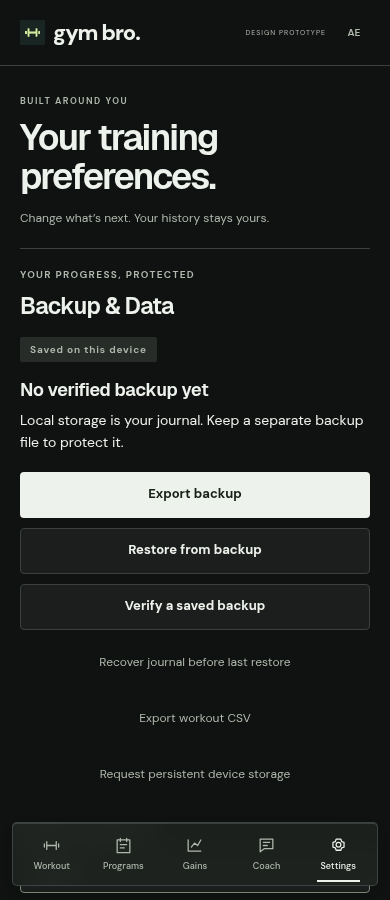 gym bro.
DESIGN PROTOTYPE
AE
BUILT AROUND YOU
Your training
preferences.
Change what's next. Your history stays yours.
YOUR PROGRESS, PROTECTED
Backup & Data
Saved on this device
No verified backup yet
Local storage is your journal. Keep a separate backup
file to protect it.
Export backup
Restore from backup
Verify a saved backup
Recover journal before last restore
Export workout CSV
Request persistent device storage
Workout
Programs
Gains
Coach
Settings